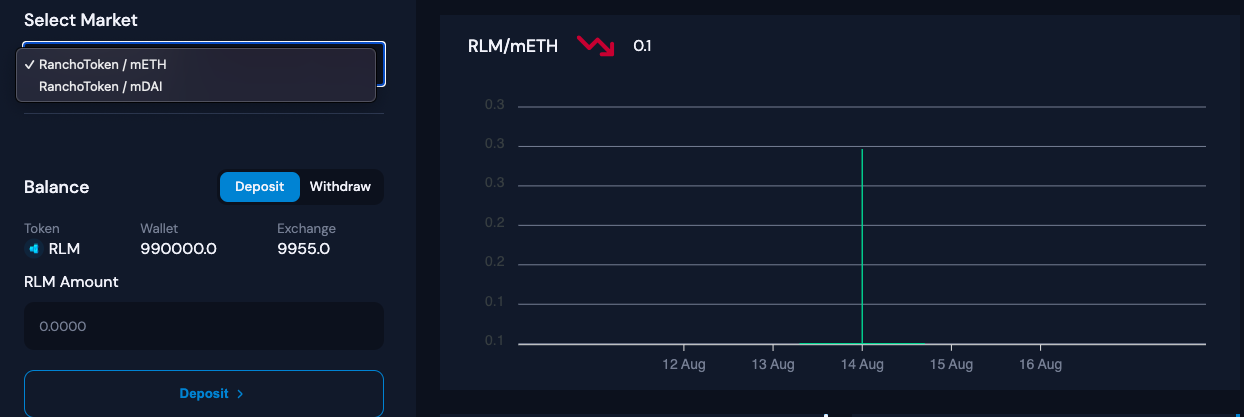 Select Market
✓ RanchoToken / mETH
RanchoToken / mDAI
Balance
Deposit Withdraw
Token Wallet Exchange
RLM 990000.0 9955.0
RLM Amount
0.0000
Deposit >
RLM/mETH 0.1
0.3
0.3
0.3
0.2
0.2
0.1
0.1
12 Aug 13 Aug 14 Aug 15 Aug 16 Aug